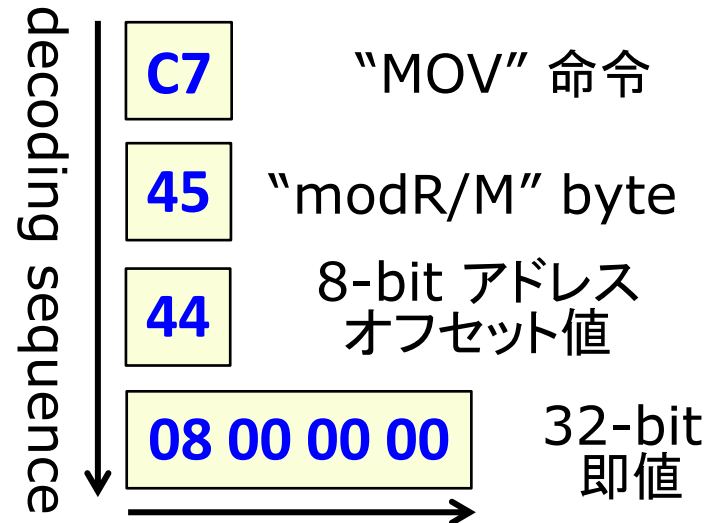 decoding sequence
C7
“MOV” 命令
45
“modR/M” byte
44
8-bit アドレス
オフセット値
08 00 00 00
32-bit
即値